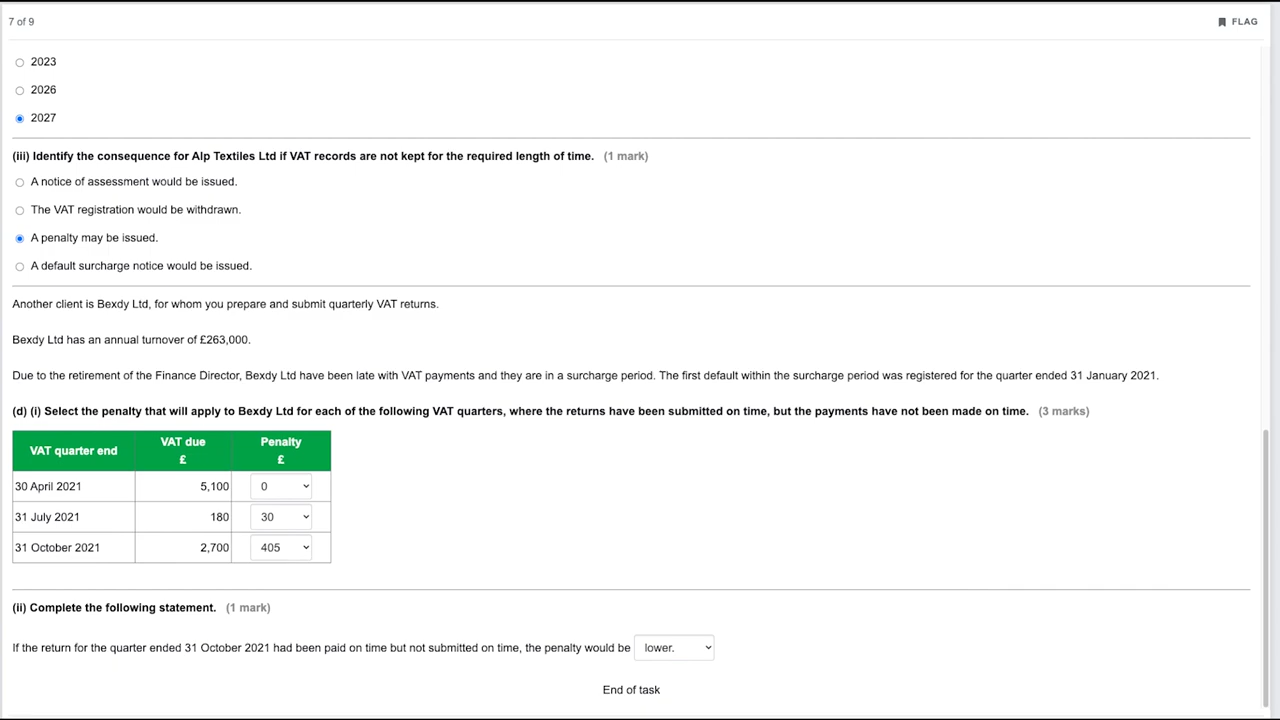 7 of 9
FLAG
2023
2026
2027
(iii) Identify the consequence for Alp Textiles Ltd if VAT records are not kept for the required length of time. (1 mark)
A notice of assessment would be issued.
The VAT registration would be withdrawn.
A penalty may be issued.
A default surcharge notice would be issued.
Another client is Bexdy Ltd, for whom you prepare and submit quarterly VAT returns.
Bexdy Ltd has an annual turnover of £263,000.
Due to the retirement of the Finance Director, Bexdy Ltd have been late with VAT payments and they are in a surcharge period. The first default within the surcharge period was registered for the quarter ended 31 January 2021.
(d) (i) Select the penalty that will apply to Bexdy Ltd for each of the following VAT quarters, where the returns have been submitted on time, but the payments have not been made on time. (3 marks)
VAT quarter end VAT due £ Penalty £
30 April 2021 5,100 0
31 July 2021 180 30
31 October 2021 2,700 405
(ii) Complete the following statement. (1 mark)
If the return for the quarter ended 31 October 2021 had been paid on time but not submitted on time, the penalty would be lower.
End of task